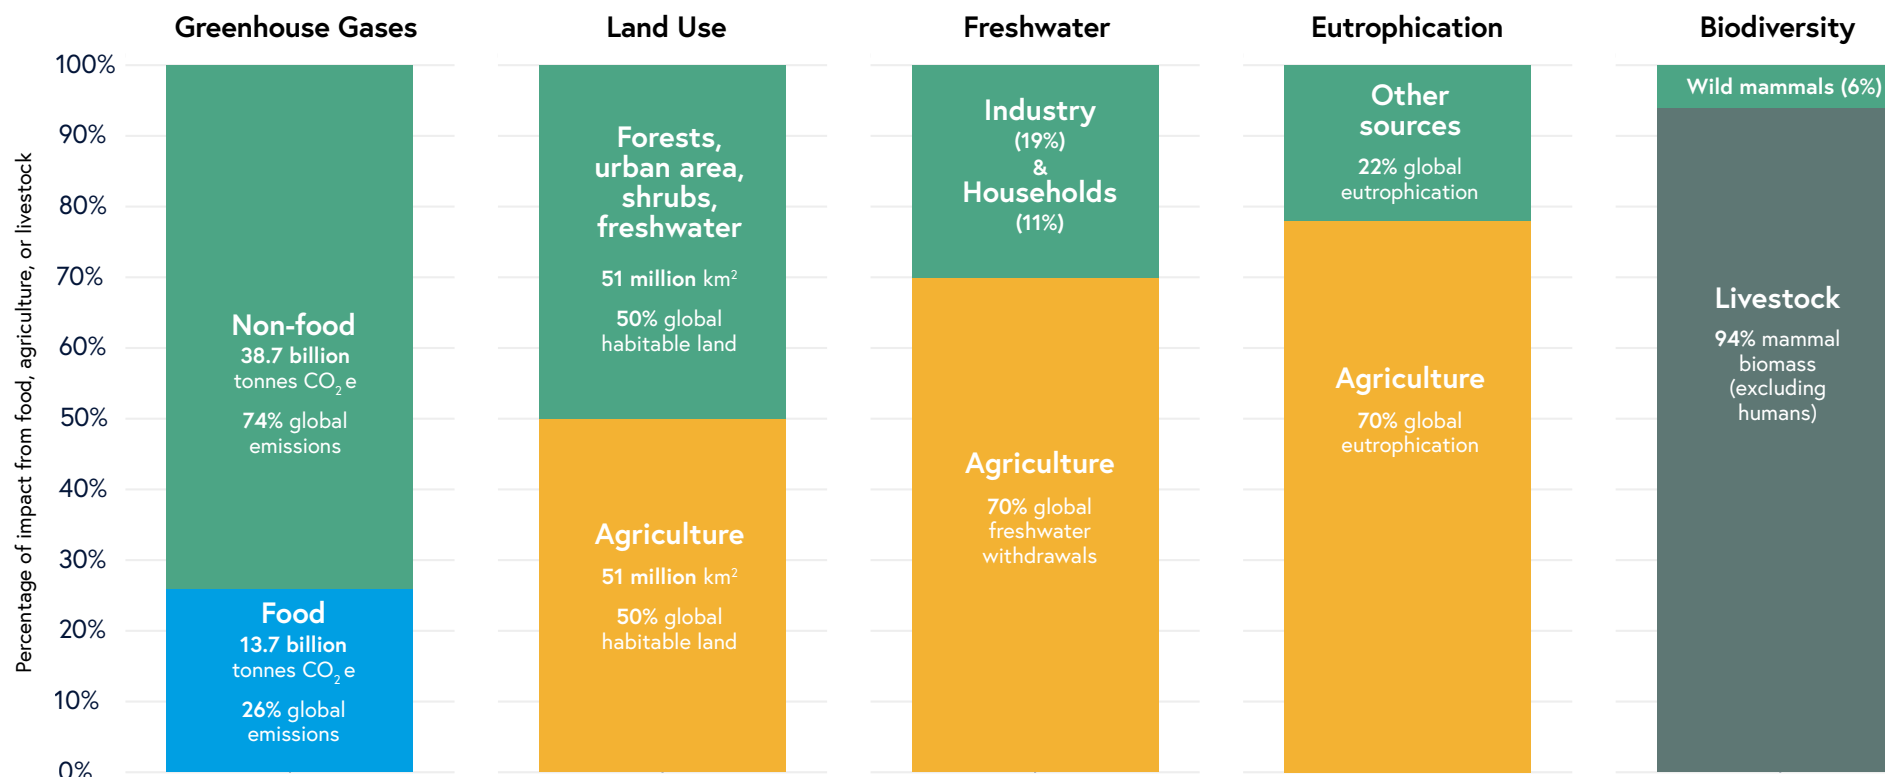 Greenhouse Gases
Land Use
Freshwater
Eutrophication
Biodiversity
Percentage of impact from food, agriculture, or livestock
100%
90%
80%
70%
60%
50%
40%
30%
20%
10%
0%
Non-food
38.7 billion
tonnes CO₂e
74% global
emissions
Food
13.7 billion
tonnes CO₂e
26% global
emissions
Forests,
urban area,
shrubs,
freshwater
51 million km²
50% global
habitable land
Agriculture
51 million km²
50% global
habitable land
Industry
(19%)
&
Households
(11%)
Agriculture
70% global
freshwater
withdrawals
Other
sources
22% global
eutrophication
Agriculture
70% global
eutrophication
Wild mammals (6%)
Livestock
94% mammal
biomass
(excluding
humans)